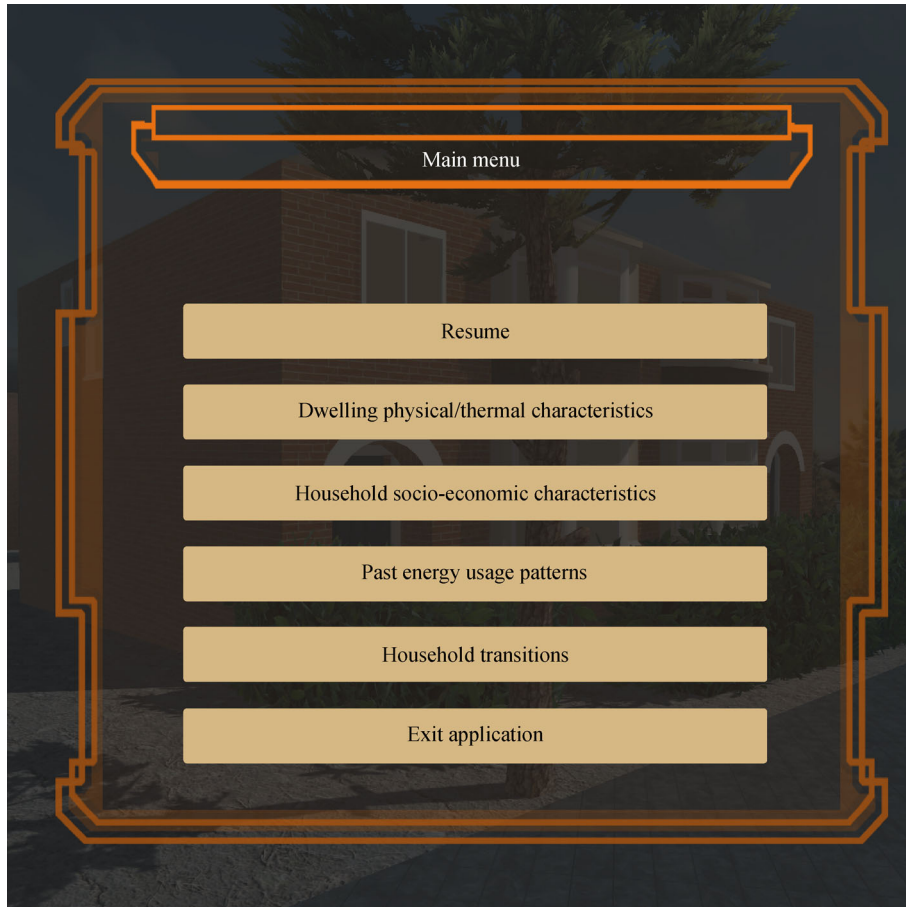 Main menu
Resume
Dwelling physical/thermal characteristics
Household socio-economic characteristics
Past energy usage patterns
Household transitions
Exit application